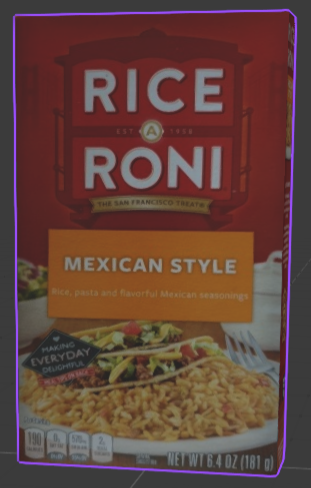 RICE
EST A 1958
RONI
THE SAN FRANCISCO TREAT®
MEXICAN STYLE
Rice, pasta and flavorful Mexican seasonings
MAKING
EVERYDAY
DELIGHTFUL
190
NET WT 6.4 OZ (181 g)